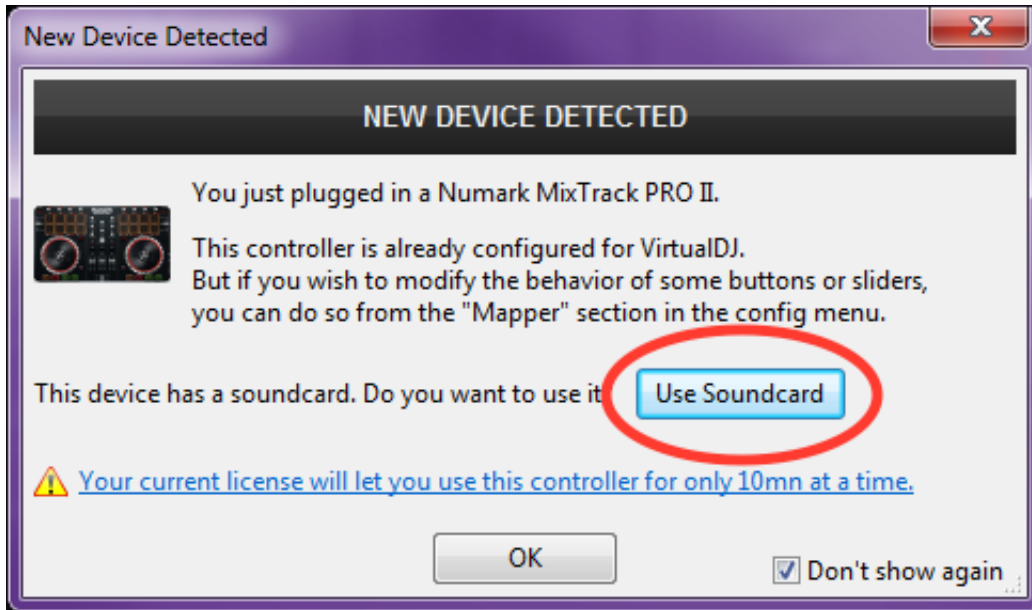 New Device Detected
NEW DEVICE DETECTED
You just plugged in a Numark MixTrack PRO II.
This controller is already configured for VirtualDJ.
But if you wish to modify the behavior of some buttons or sliders,
you can do so from the "Mapper" section in the config menu.
This device has a soundcard. Do you want to use it
Use Soundcard
Your current license will let you use this controller for only 10mn at a time.
OK
Don't show again